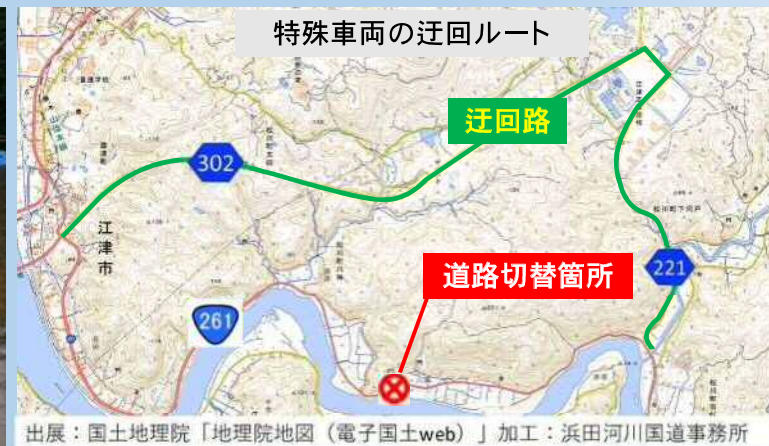 特殊車両の迂回ルート
迂回路
302
江津市
道路切替箇所
221
261
出展：国土地理院「地理院地図（電子国土web）」加工：浜田河川国道事務所